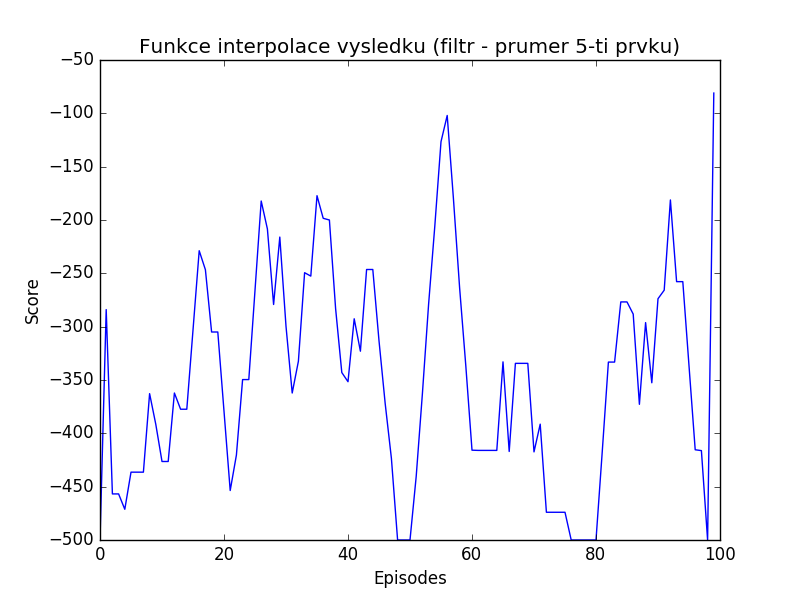 Funkce interpolace vysledku (filtr - prumer 5-ti prvku)
−50
−100
−150
−200
−250
−300
−350
−400
−450
−500
Score
0 20 40 60 80 100
Episodes